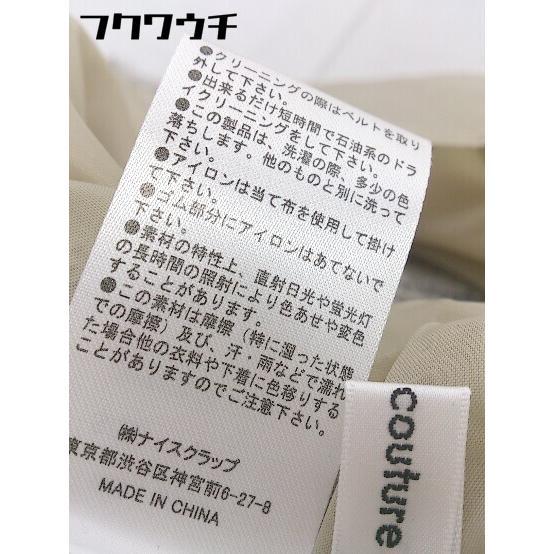 フクワウチ
●クリーニングの際はベルトを取り
外して下さい。
●出来るだけ短時間で石油系のドラ
イクリーニングをして下さい。
●この製品は、洗濯の際、多少の色
落ちします。他のものと別に洗って
下さい。
●アイロンは当て布を使用して掛け
て下さい。
●ゴム部分にアイロンはあてないで
下さい。
●素材の特性上、直射日光や蛍光灯
の長時間の照射により色あせや変色
することがあります。
●この素材は摩擦（特に湿った状態
での摩擦）及び、汗・雨などで濡れ
た場合他の衣料や下着に色移りする
ことがありますのでご注意下さい。
㈱ナイスクラップ
東京都渋谷区神宮前6-27-8
MADE IN CHINA
couture